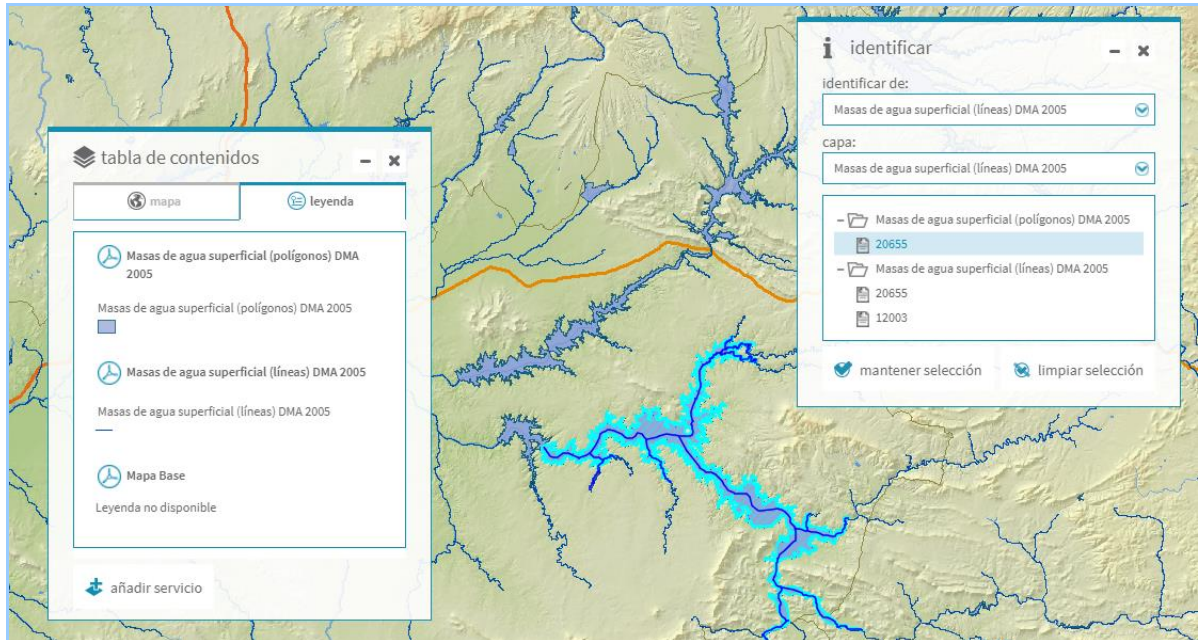 tabla de contenidos
mapa
leyenda
Masas de agua superficial (polígonos) DMA
2005
Masas de agua superficial (polígonos) DMA 2005
Masas de agua superficial (líneas) DMA 2005
Masas de agua superficial (líneas) DMA 2005
Mapa Base
Leyenda no disponible
añadir servicio
identificar
identificar de:
Masas de agua superficial (líneas) DMA 2005
capa:
Masas de agua superficial (líneas) DMA 2005
Masas de agua superficial (polígonos) DMA 2005
20655
Masas de agua superficial (líneas) DMA 2005
20655
12003
mantener selección
limpiar selección